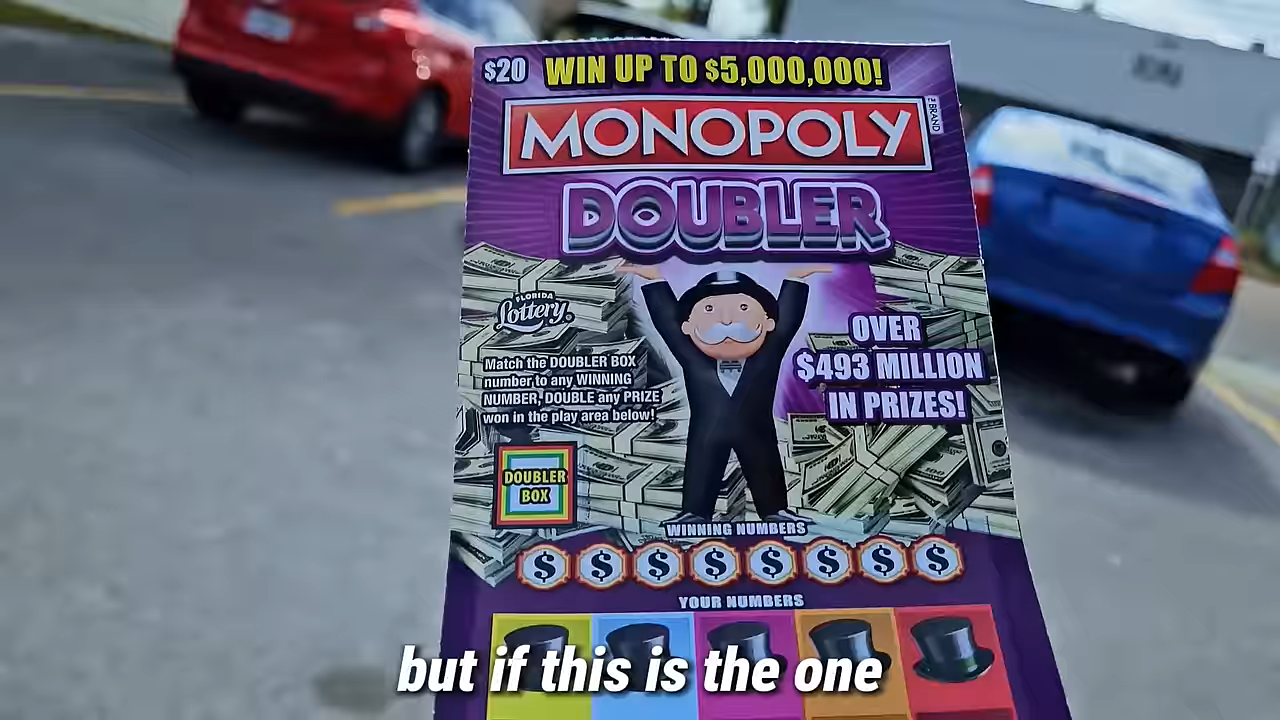 $20 WIN UP TO $5,000,000!
MONOPOLY
BRAND
DOUBLER
FLORIDA
Lottery
Match the DOUBLER BOX
number to any WINNING
NUMBER, DOUBLE any PRIZE
won in the play area below!
OVER
$493 MILLION
IN PRIZES!
DOUBLER
BOX
WINNING NUMBERS
$ $ $ $ $ $ $ $
YOUR NUMBERS
but if this is the one